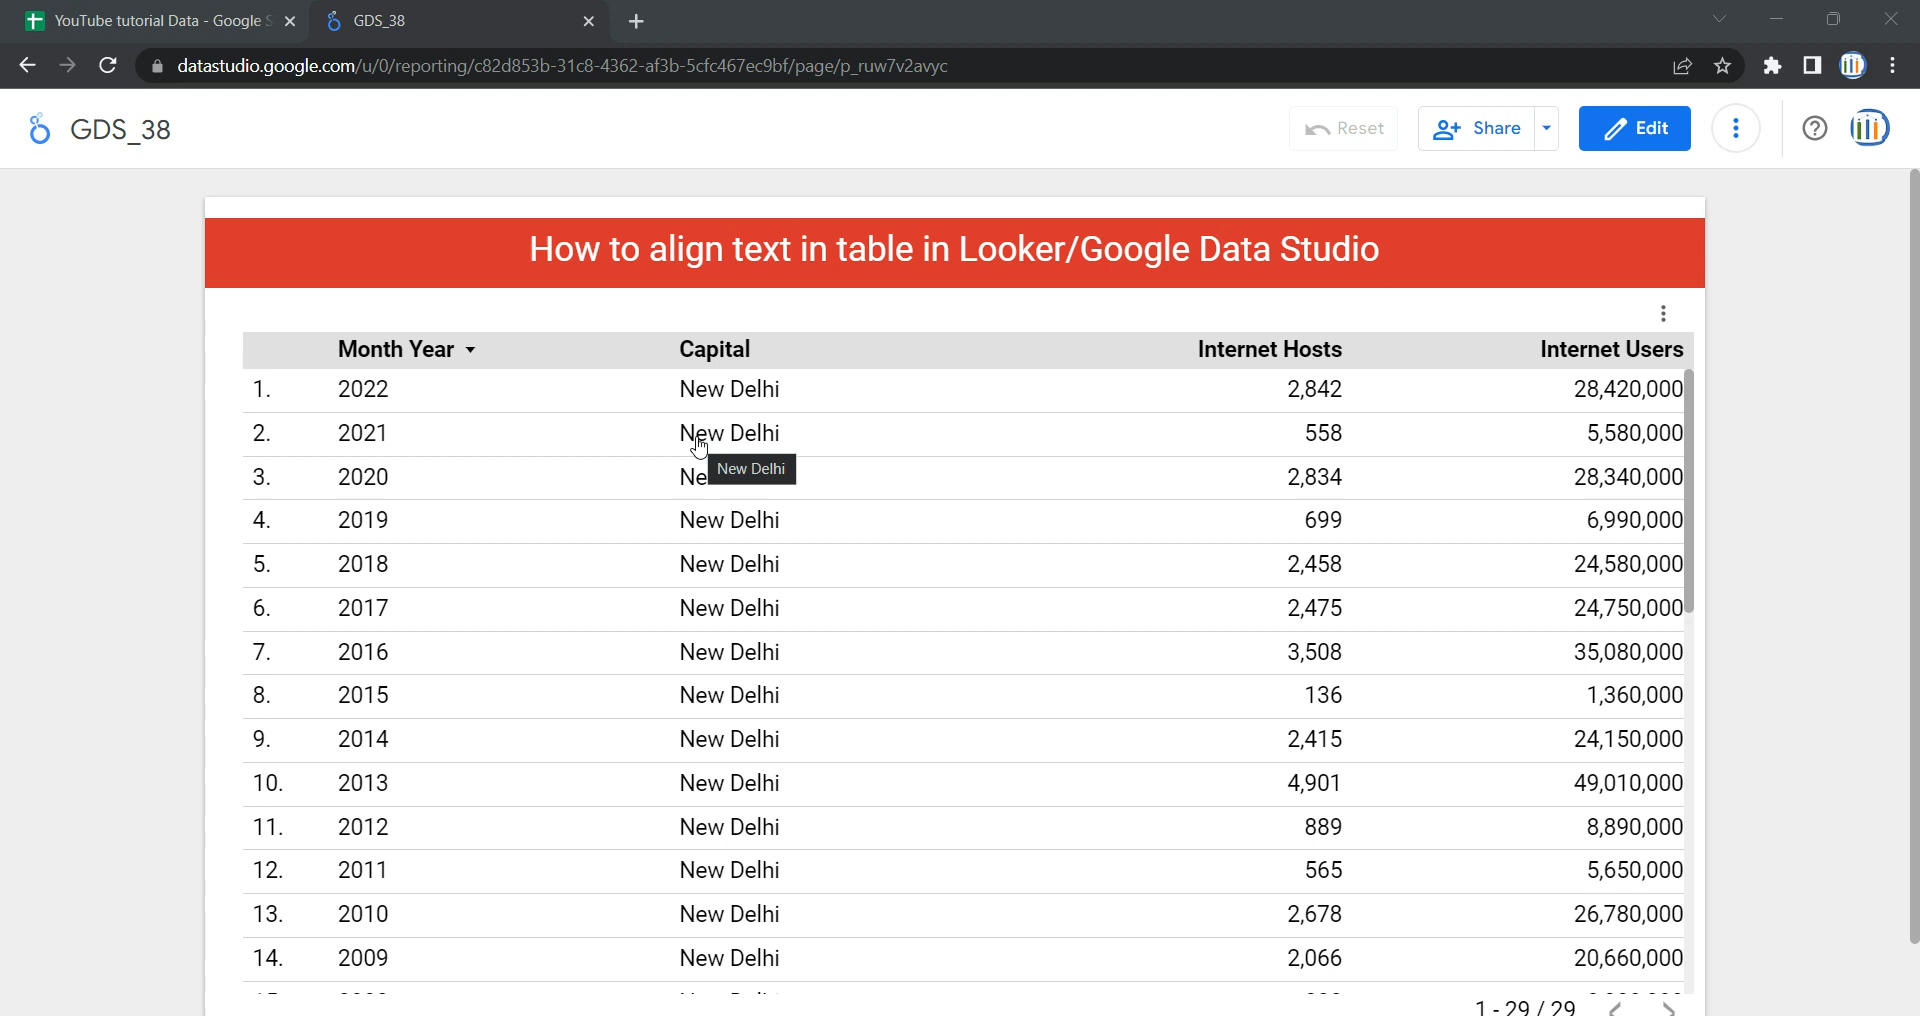 YouTube tutorial Data - Google S
GDS_38
datastudio.google.com/u/0/reporting/c82d853b-31c8-4362-af3b-5cfc467ec9bf/page/p_ruw7v2avyc
GDS_38
Reset
Share
Edit
How to align text in table in Looker/Google Data Studio
Month Year Capital Internet Hosts Internet Users
1. 2022 New Delhi 2,842 28,420,000
2. 2021 New Delhi 558 5,580,000
New Delhi
3. 2020 Ne 2,834 28,340,000
4. 2019 New Delhi 699 6,990,000
5. 2018 New Delhi 2,458 24,580,000
6. 2017 New Delhi 2,475 24,750,000
7. 2016 New Delhi 3,508 35,080,000
8. 2015 New Delhi 136 1,360,000
9. 2014 New Delhi 2,415 24,150,000
10. 2013 New Delhi 4,901 49,010,000
11. 2012 New Delhi 889 8,890,000
12. 2011 New Delhi 565 5,650,000
13. 2010 New Delhi 2,678 26,780,000
14. 2009 New Delhi 2,066 20,660,000
1 - 29 / 29